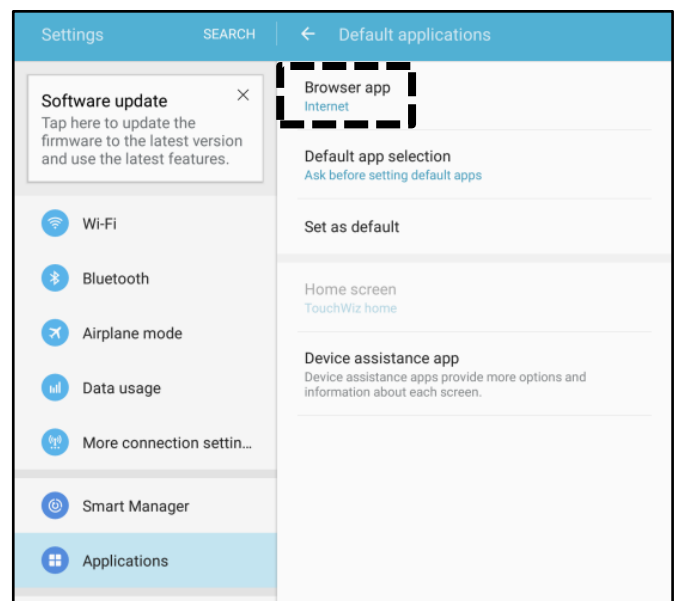 Settings
SEARCH
Default applications
Software update
Tap here to update the
firmware to the latest version
and use the latest features.
Wi-Fi
Bluetooth
Airplane mode
Data usage
More connection settin...
Smart Manager
Applications
Browser app
Internet
Default app selection
Ask before setting default apps
Set as default
Home screen
TouchWiz home
Device assistance app
Device assistance apps provide more options and
information about each screen.